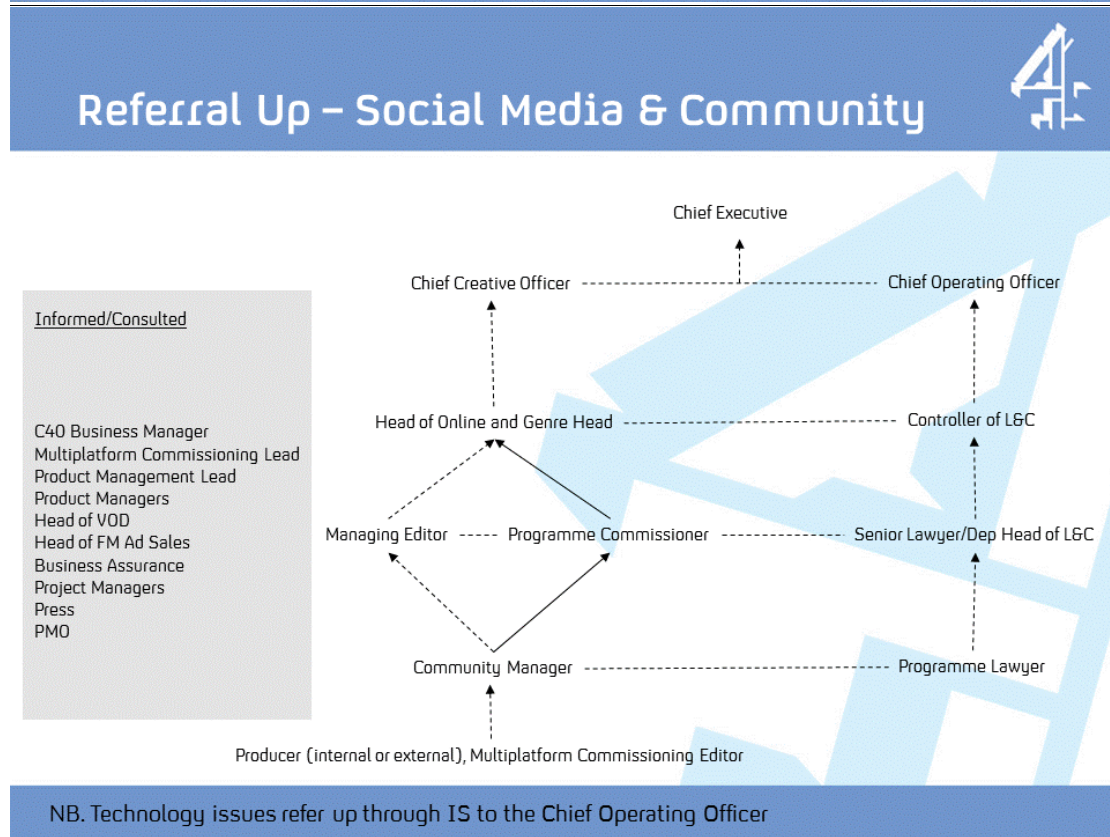 Referral Up – Social Media & Community
Chief Executive
Chief Creative Officer
Chief Operating Officer
Informed/Consulted
C4O Business Manager
Multiplatform Commissioning Lead
Product Management Lead
Product Managers
Head of VOD
Head of FM Ad Sales
Business Assurance
Project Managers
Press
PMO
Head of Online and Genre Head
Controller of L&C
Managing Editor
Programme Commissioner
Senior Lawyer/Dep Head of L&C
Community Manager
Programme Lawyer
Producer (internal or external), Multiplatform Commissioning Editor
NB. Technology issues refer up through IS to the Chief Operating Officer